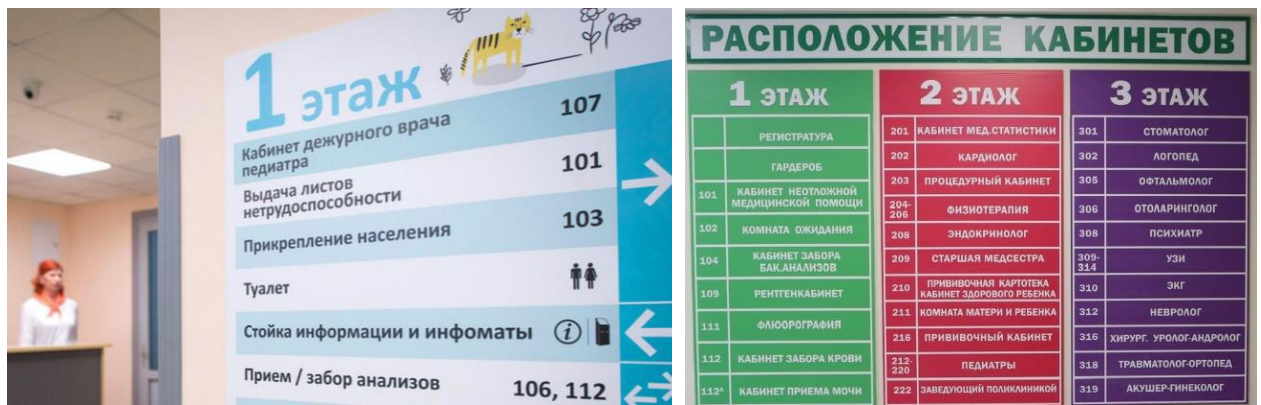 1 этаж
Кабинет дежурного врача
педиатра 107
Выдача листов
нетрудоспособности 101
Прикрепление населения 103
Туалет
Стойка информации и инфоматы i
Прием / забор анализов 106, 112
РАСПОЛОЖЕНИЕ КАБИНЕТОВ
1 ЭТАЖ
РЕГИСТРАТУРА
ГАРДЕРОБ
101 КАБИНЕТ НЕОТЛОЖНОЙ
МЕДИЦИНСКОЙ ПОМОЩИ
102 КОМНАТА ОЖИДАНИЯ
104 КАБИНЕТ ЗАБОРА
БАК.АНАЛИЗОВ
109 РЕНТГЕНКАБИНЕТ
111 ФЛЮОРОГРАФИЯ
112 КАБИНЕТ ЗАБОРА КРОВИ
112А КАБИНЕТ ПРИЕМА МОЧИ
2 ЭТАЖ
201 КАБИНЕТ МЕД.СТАТИСТИКИ
202 КАРДИОЛОГ
203 ПРОЦЕДУРНЫЙ КАБИНЕТ
204-
206 ФИЗИОТЕРАПИЯ
208 ЭНДОКРИНОЛОГ
209 СТАРШАЯ МЕДСЕСТРА
210 ПРИВИВОЧНАЯ КАРТОТЕКА
КАБИНЕТ ЗДОРОВОГО РЕБЕНКА
211 КОМНАТА МАТЕРИ И РЕБЕНКА
216 ПРИВИВОЧНЫЙ КАБИНЕТ
212-
220 ПЕДИАТРЫ
222 ЗАВЕДУЮЩИЙ ПОЛИКЛИНИКОЙ
3 ЭТАЖ
301 СТОМАТОЛОГ
302 ЛОГОПЕД
305 ОФТАЛЬМОЛОГ
306 ОТОЛАРИНГОЛОГ
308 ПСИХИАТР
309-
314 УЗИ
310 ЭКГ
312 НЕВРОЛОГ
316 ХИРУРГ. УРОЛОГ-АНДРОЛОГ
318 ТРАВМАТОЛОГ-ОРТОПЕД
319 АКУШЕР-ГИНЕКОЛОГ